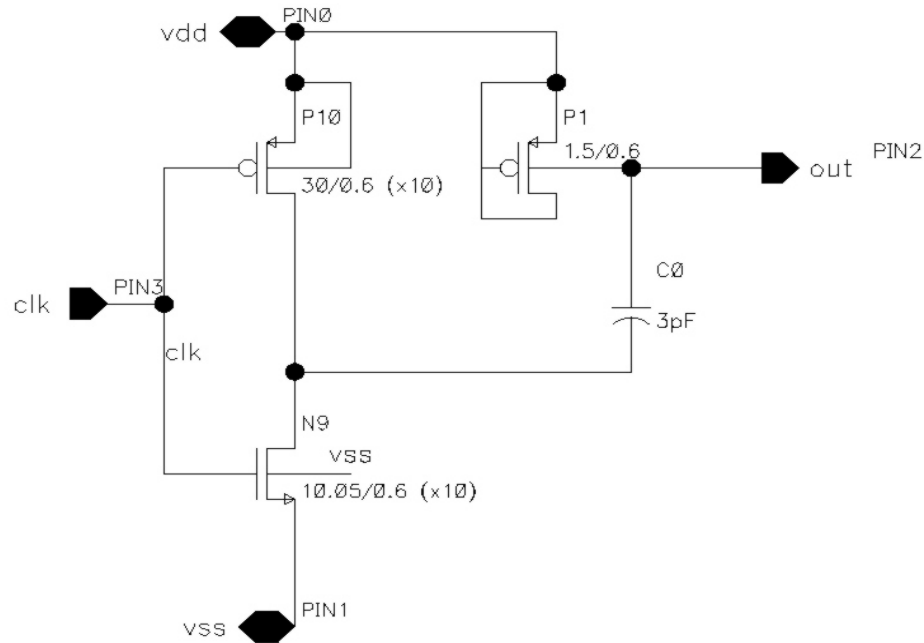 PIN0
vdd
P10
P1
30/0.6 (x10)
1.5/0.6
PIN2
out
PIN3
clk
clk
C0
3pF
N9
vss
10.05/0.6 (x10)
PIN1
vss